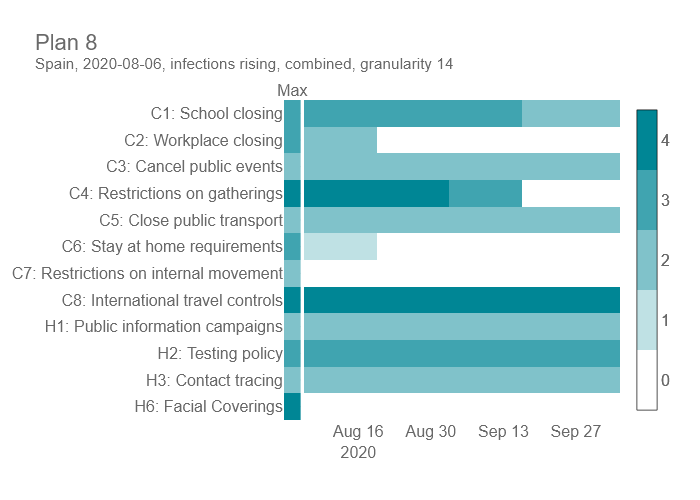 Plan 8
Spain, 2020-08-06, infections rising, combined, granularity 14
Max
C1: School closing
C2: Workplace closing
C3: Cancel public events
C4: Restrictions on gatherings
C5: Close public transport
C6: Stay at home requirements
C7: Restrictions on internal movement
C8: International travel controls
H1: Public information campaigns
H2: Testing policy
H3: Contact tracing
H6: Facial Coverings
Aug 16 Aug 30 Sep 13 Sep 27
2020
4
3
2
1
0